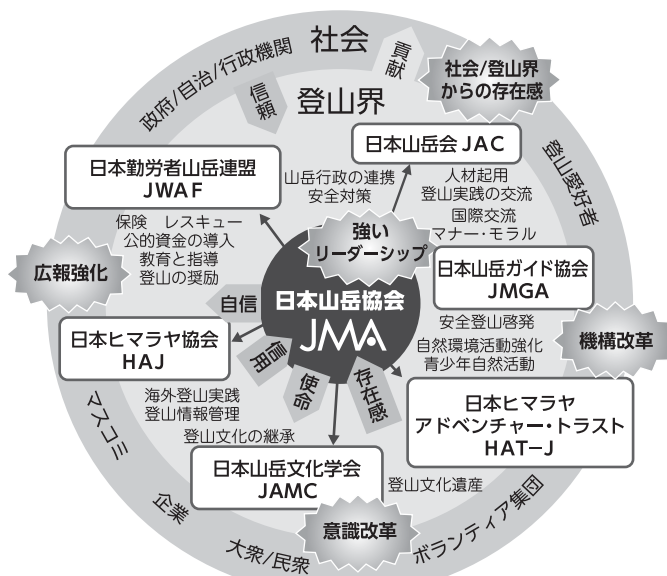 社会
貢献
社会/登山界
からの存在感
政府/自治/行政機関
信頼
登山界
日本山岳会 JAC
日本勤労者山岳連盟
JWAF
山岳行政の連携
安全対策
人材起用
登山実践の交流
国際交流
マナー・モラル
登山愛好者
保険 レスキュー
公的資金の導入
教育と指導
登山の奨励
強い
リーダーシップ
広報強化
日本山岳ガイド協会
JMGA
自信
日本山岳協会
JMA
安全登山啓発
自然環境活動強化
青少年自然活動
機構改革
日本ヒマラヤ協会
HAJ
信用
使命
存在感
海外登山実践
登山情報管理
登山文化の継承
日本ヒマラヤ
アドベンチャー・トラスト
HAT-J
マスコミ
日本山岳文化学会
JAMC
登山文化遺産
企業
意識改革
ボランティア集団
大衆/民衆